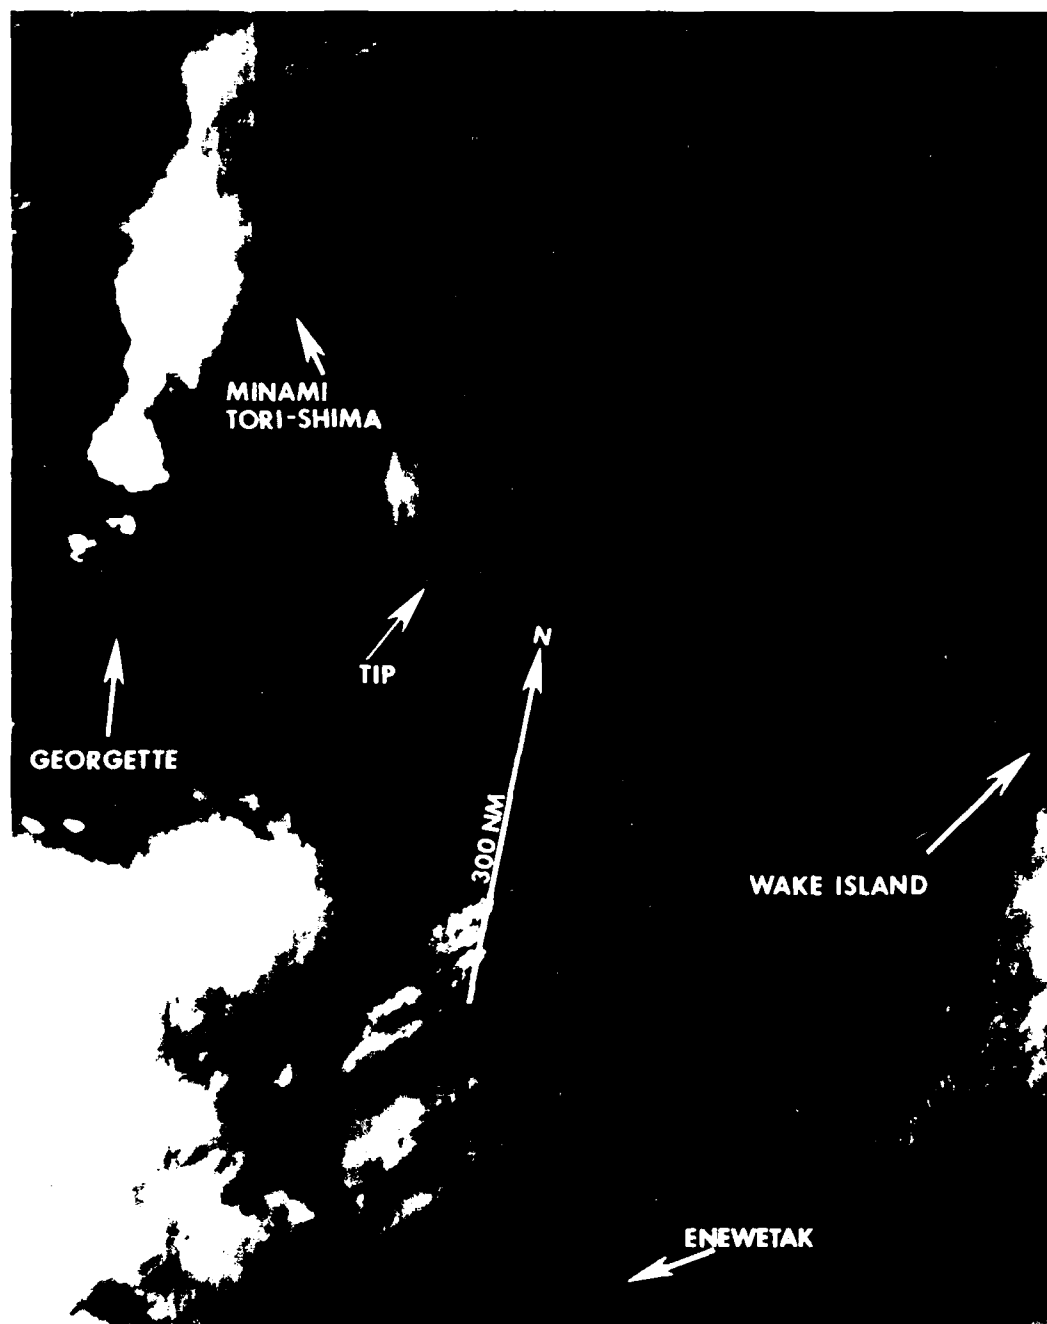 MINAMI
TORI-SHIMA
N
TIP
GEORGETTE
300 NM
WAKE ISLAND
ENEWETAK